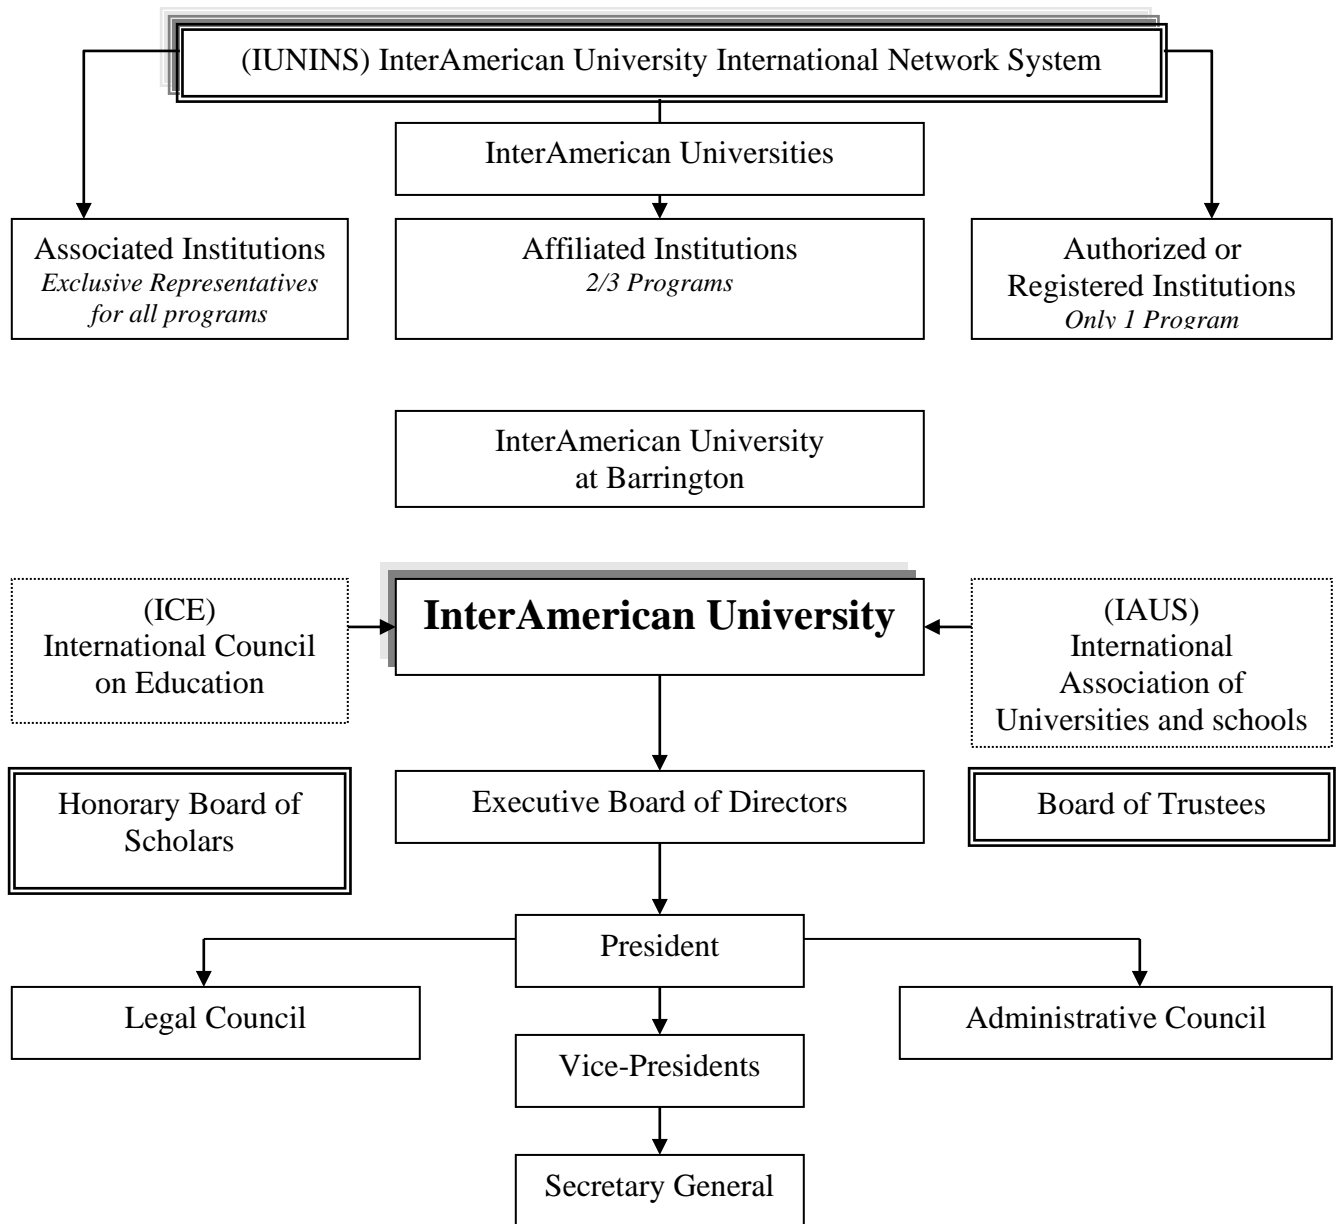 (IUNINS) InterAmerican University International Network System
InterAmerican Universities
Associated Institutions
Exclusive Representatives
for all programs
Affiliated Institutions
2/3 Programs
Authorized or
Registered Institutions
Only 1 Program
InterAmerican University
at Barrington
(ICE)
International Council
on Education
InterAmerican University
(IAUS)
International
Association of
Universities and schools
Honorary Board of
Scholars
Executive Board of Directors
Board of Trustees
President
Legal Council
Administrative Council
Vice-Presidents
Secretary General